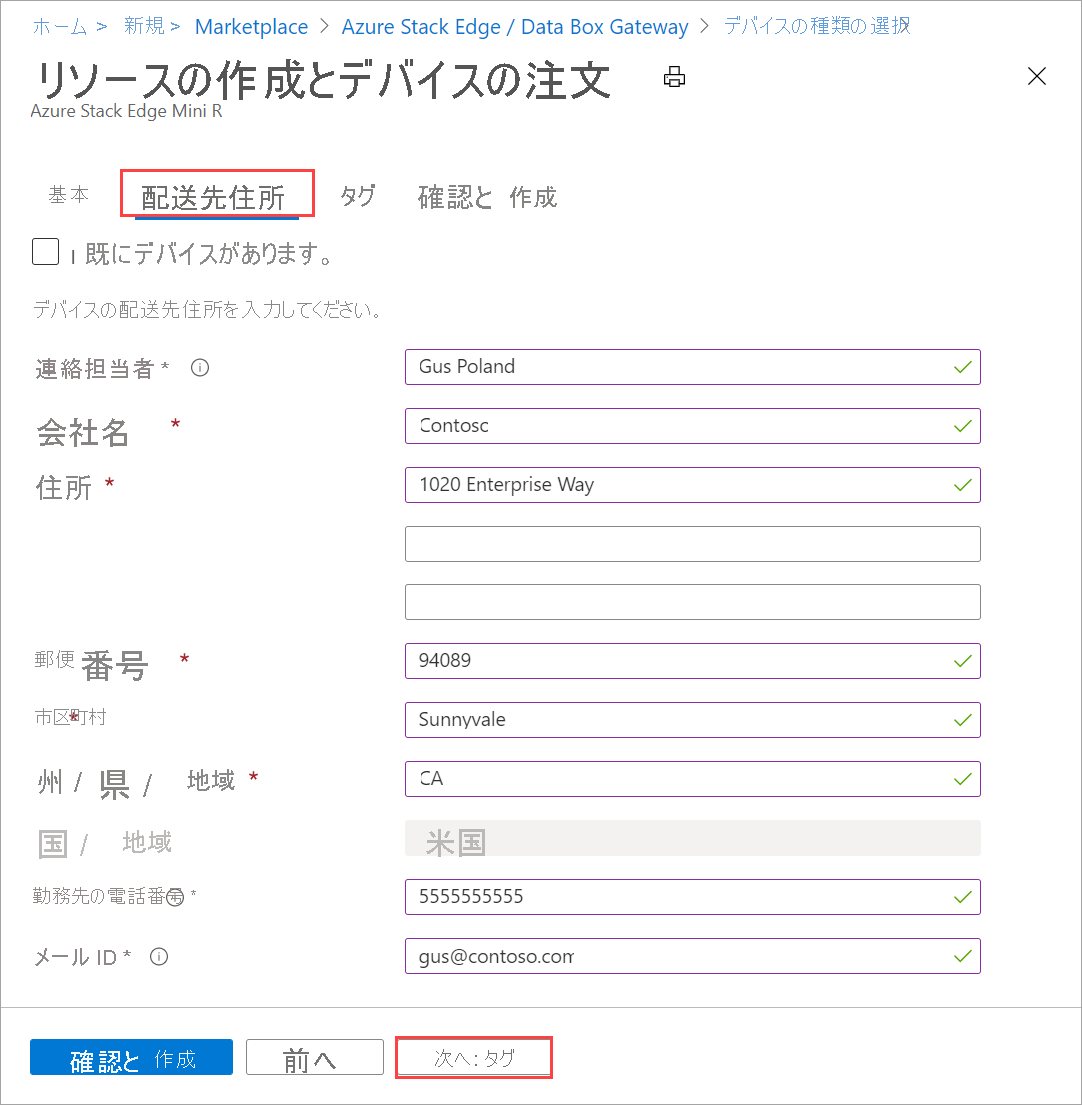 ホーム > 新規 > Marketplace > Azure Stack Edge / Data Box Gateway > デバイスの種類の選択
リソースの作成とデバイスの注文
Azure Stack Edge Mini R
基本 配送先住所 タグ 確認と 作成
ı 既にデバイスがあります。
デバイスの配送先住所を入力してください。
連絡担当者 * Gus Poland
会社名 * Contosc
住所 * 1020 Enterprise Way
郵便 番号 * 94089
市区町村 * Sunnyvale
州 / 県 / 地域 * CA
国 / 地域 米国
勤務先の電話番号 * 5555555555
メール ID * gus@contoso.com
確認と 作成 前へ 次へ: タグ